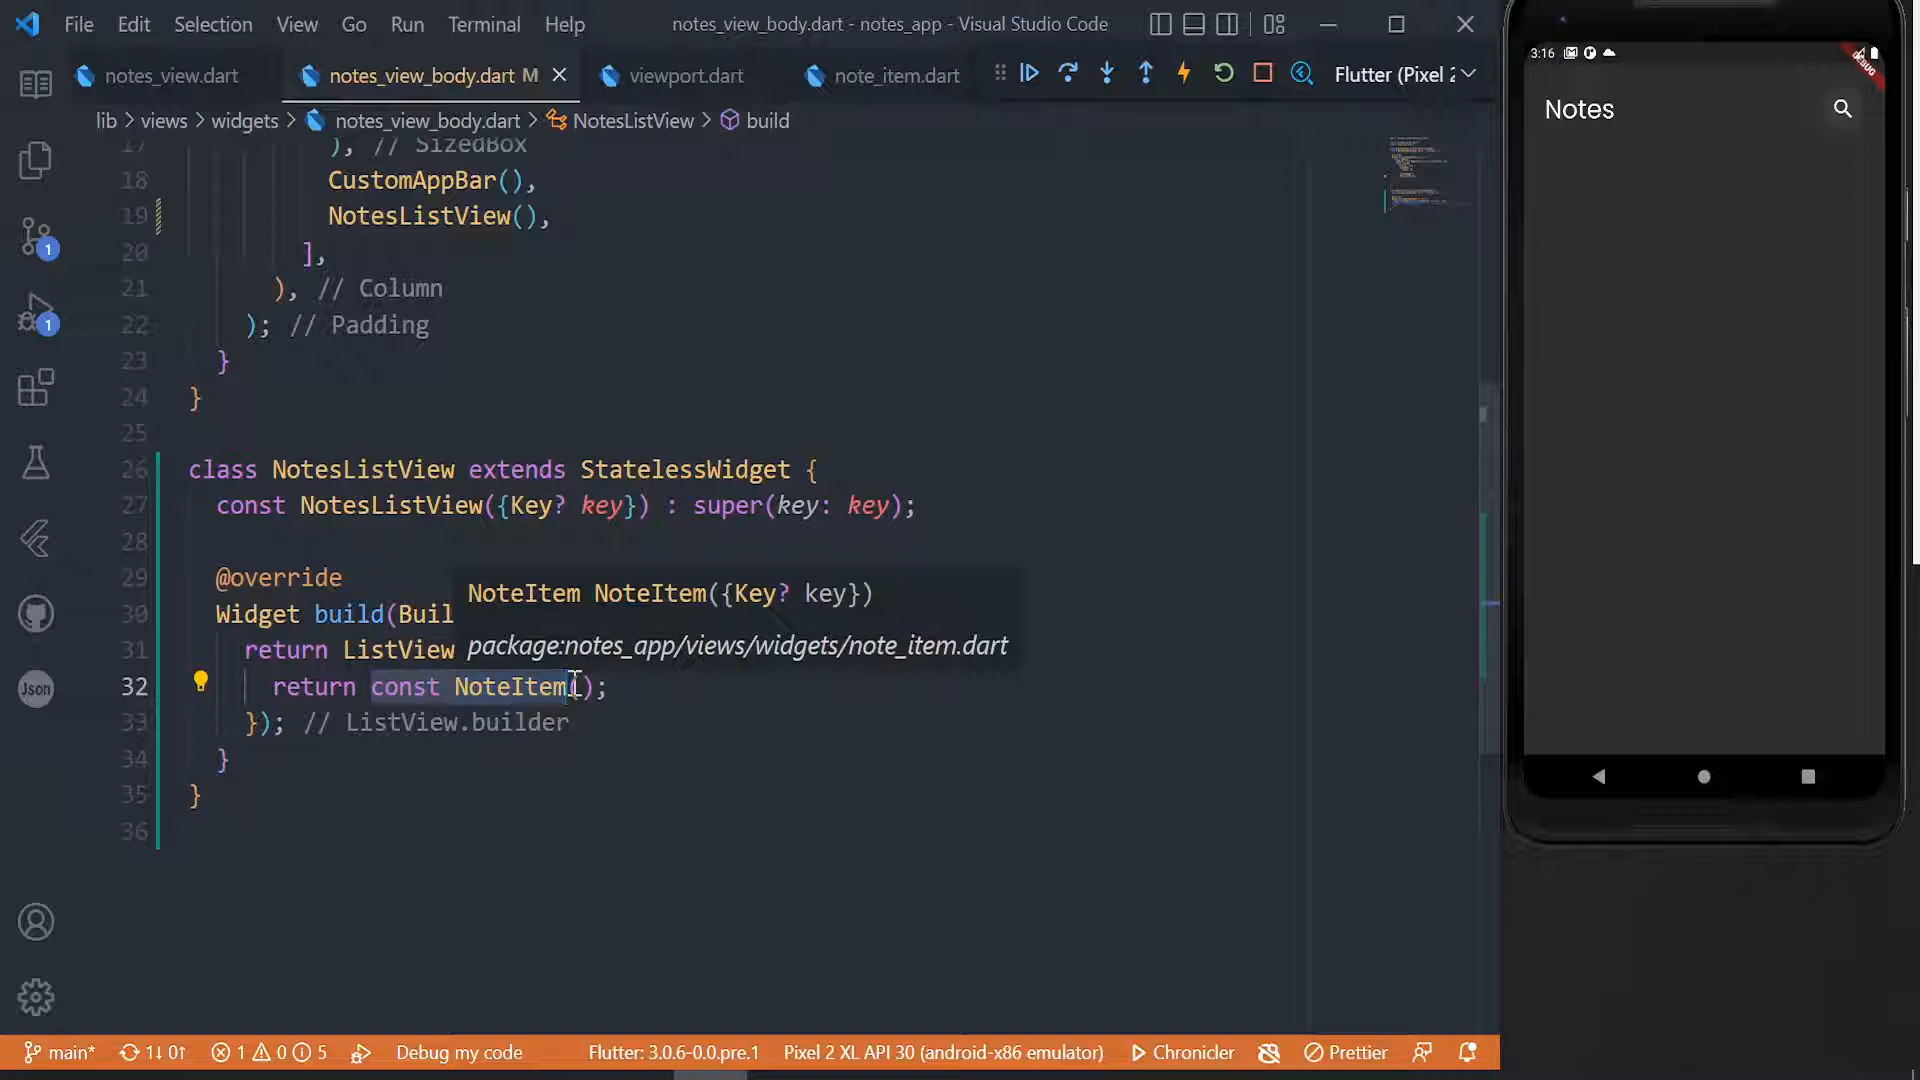 File Edit Selection View Go Run Terminal Help notes_view_body.dart - notes_app - Visual Studio Code
notes_view.dart notes_view_body.dart M viewport.dart note_item.dart Flutter (Pixel 2
lib > views > widgets > notes_view_body.dart > NotesListView > build
17 ), // SizedBox
18 CustomAppBar(),
19 NotesListView(),
20 ],
21 ), // Column
22 ); // Padding
23 }
24 }
25
26 class NotesListView extends StatelessWidget {
27 const NotesListView({Key? key}) : super(key: key);
28
29 @override
30 Widget build(Buil
31 return ListView
32 return const NoteItem();
33 }); // ListView.builder
34 }
35 }
36
NoteItem NoteItem({Key? key})
package:notes_app/views/widgets/note_item.dart
1
1
Json
main* 1↓ 0↑ 1 0 5 Debug my code Flutter: 3.0.6-0.0.pre.1 Pixel 2 XL API 30 (android-x86 emulator) Chronicler Prettier
3:16
DEBUG
Notes